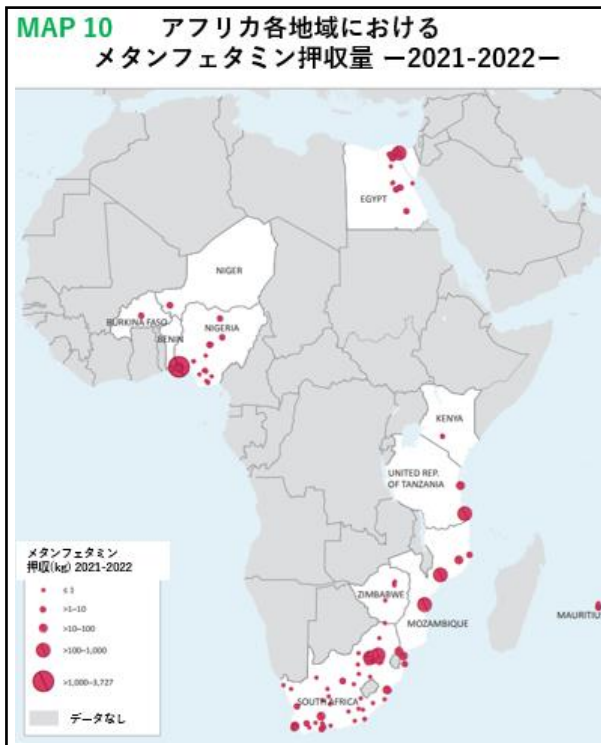 MAP 10 アフリカ各地域における
メタンフェタミン押収量 ー2021-2022ー
EGYPT
NIGER
BURKINA FASO
BENIN
NIGERIA
KENYA
UNITED REP.
OF TANZANIA
ZIMBABWE
MOZAMBIQUE
MAURITIU
SOUTH AFRICA
メタンフェタミン
押収(kg) 2021-2022
≤ 1
>1–10
>10–100
>100–1,000
>1,000–3,727
データなし